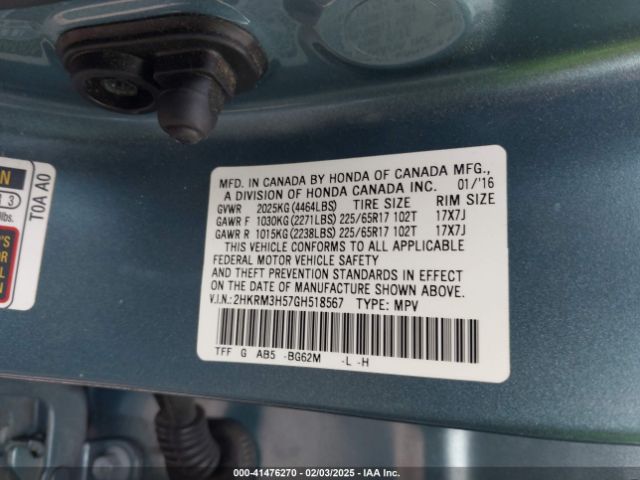 MFD. IN CANADA BY HONDA OF CANADA MFG.,
A DIVISION OF HONDA CANADA INC. 01/'16
GVWR 2025KG(4464LBS) TIRE SIZE RIM SIZE
GAWR F 1030KG(2271LBS) 225/65R17 102T 17X7J
GAWR R 1015KG(2238LBS) 225/65R17 102T 17X7J
THIS VEHICLE CONFORMS TO ALL APPLICABLE
FEDERAL MOTOR VEHICLE SAFETY
AND THEFT PREVENTION STANDARDS IN EFFECT
ON THE DATE OF MANUFACTURE SHOWN ABOVE.
V.I.N.: 2HKRM3H57GH518567 TYPE: MPV
TFF G AB5 -BG62M -L -H
N
3
lbs.
'S
R
L
N
T0A A0
000-41476270 - 02/03/2025 - IAA Inc.